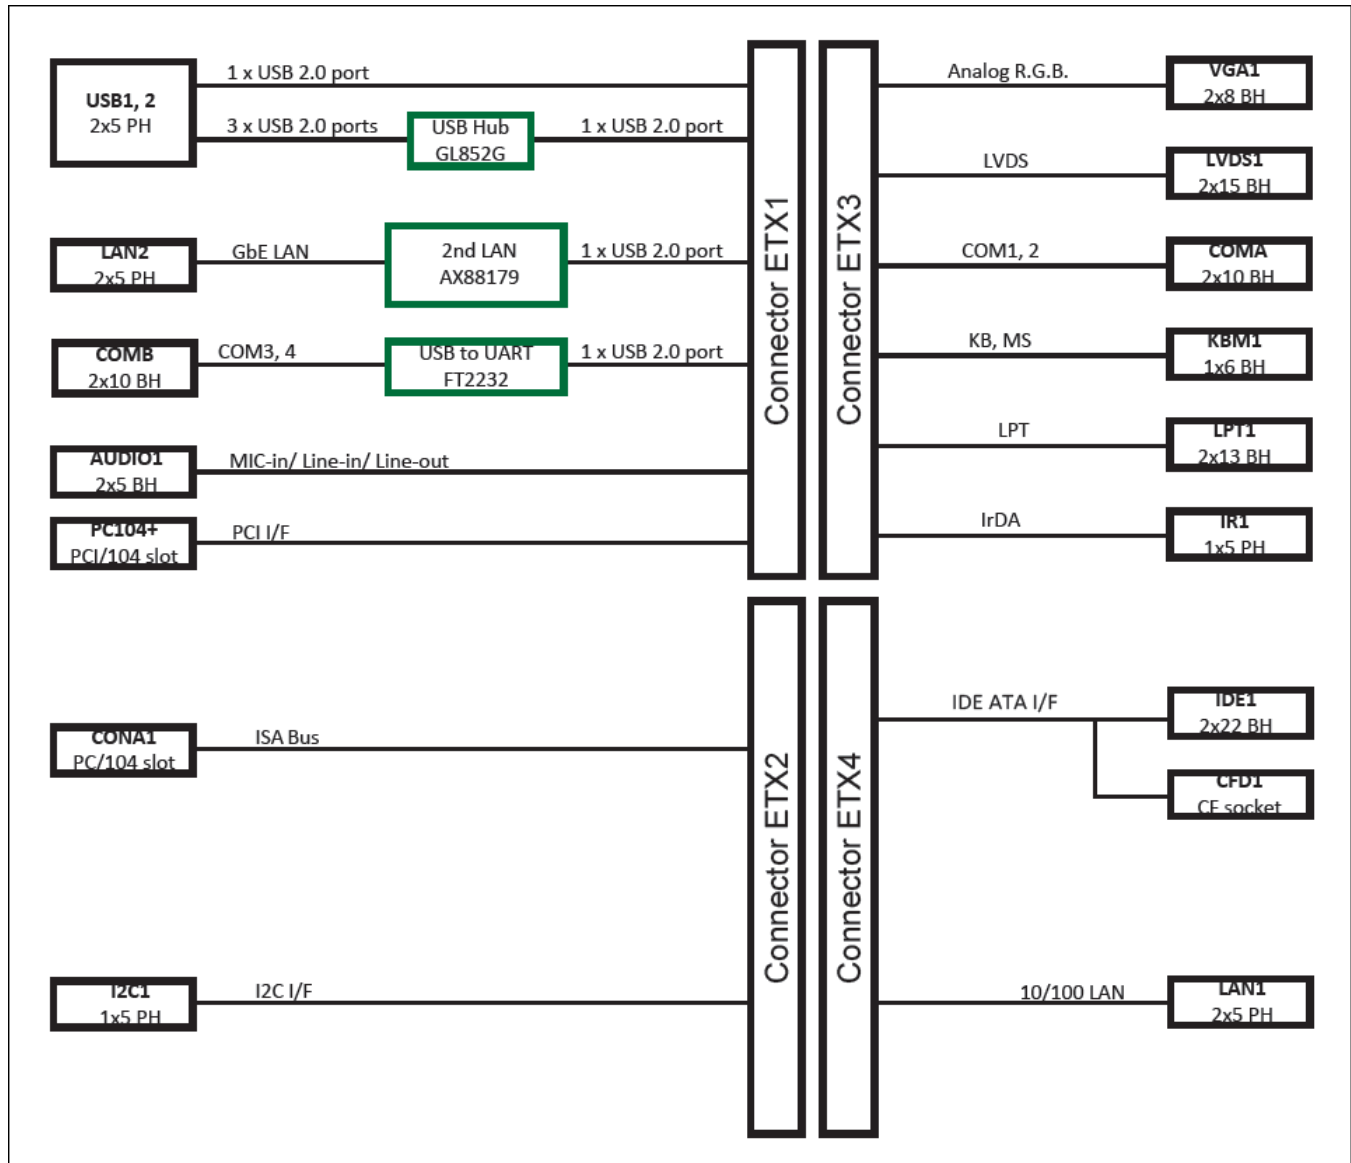 USB1, 2
2x5 PH
1 x USB 2.0 port
3 x USB 2.0 ports
USB Hub
GL852G
1 x USB 2.0 port
LAN2
2x5 PH
GbE LAN
2nd LAN
AX88179
1 x USB 2.0 port
COMB
2x10 BH
COM3, 4
USB to UART
FT2232
1 x USB 2.0 port
AUDIO1
2x5 BH
MIC-in/ Line-in/ Line-out
PC104+
PCI/104 slot
PCI I/F
Connector ETX1
Connector ETX3
Analog R.G.B.
VGA1
2x8 BH
LVDS
LVDS1
2x15 BH
COM1, 2
COMA
2x10 BH
KB, MS
KBM1
1x6 BH
LPT
LPT1
2x13 BH
IrDA
IR1
1x5 PH
CONA1
PC/104 slot
ISA Bus
I2C1
1x5 PH
I2C I/F
Connector ETX2
Connector ETX4
IDE ATA I/F
IDE1
2x22 BH
CFD1
CF socket
10/100 LAN
LAN1
2x5 PH